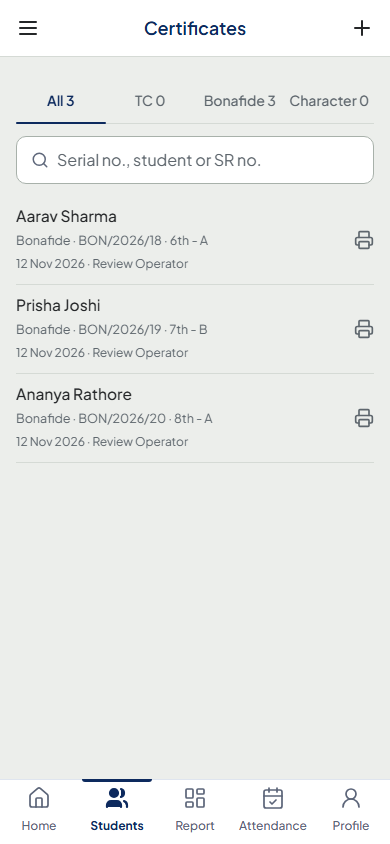 Certificates
All 3
TC 0
Bonafide 3
Character 0
Serial no., student or SR no.
Aarav Sharma
Bonafide · BON/2026/18 · 6th - A
12 Nov 2026 · Review Operator
Prisha Joshi
Bonafide · BON/2026/19 · 7th - B
12 Nov 2026 · Review Operator
Ananya Rathore
Bonafide · BON/2026/20 · 8th - A
12 Nov 2026 · Review Operator
Home
Students
Report
Attendance
Profile